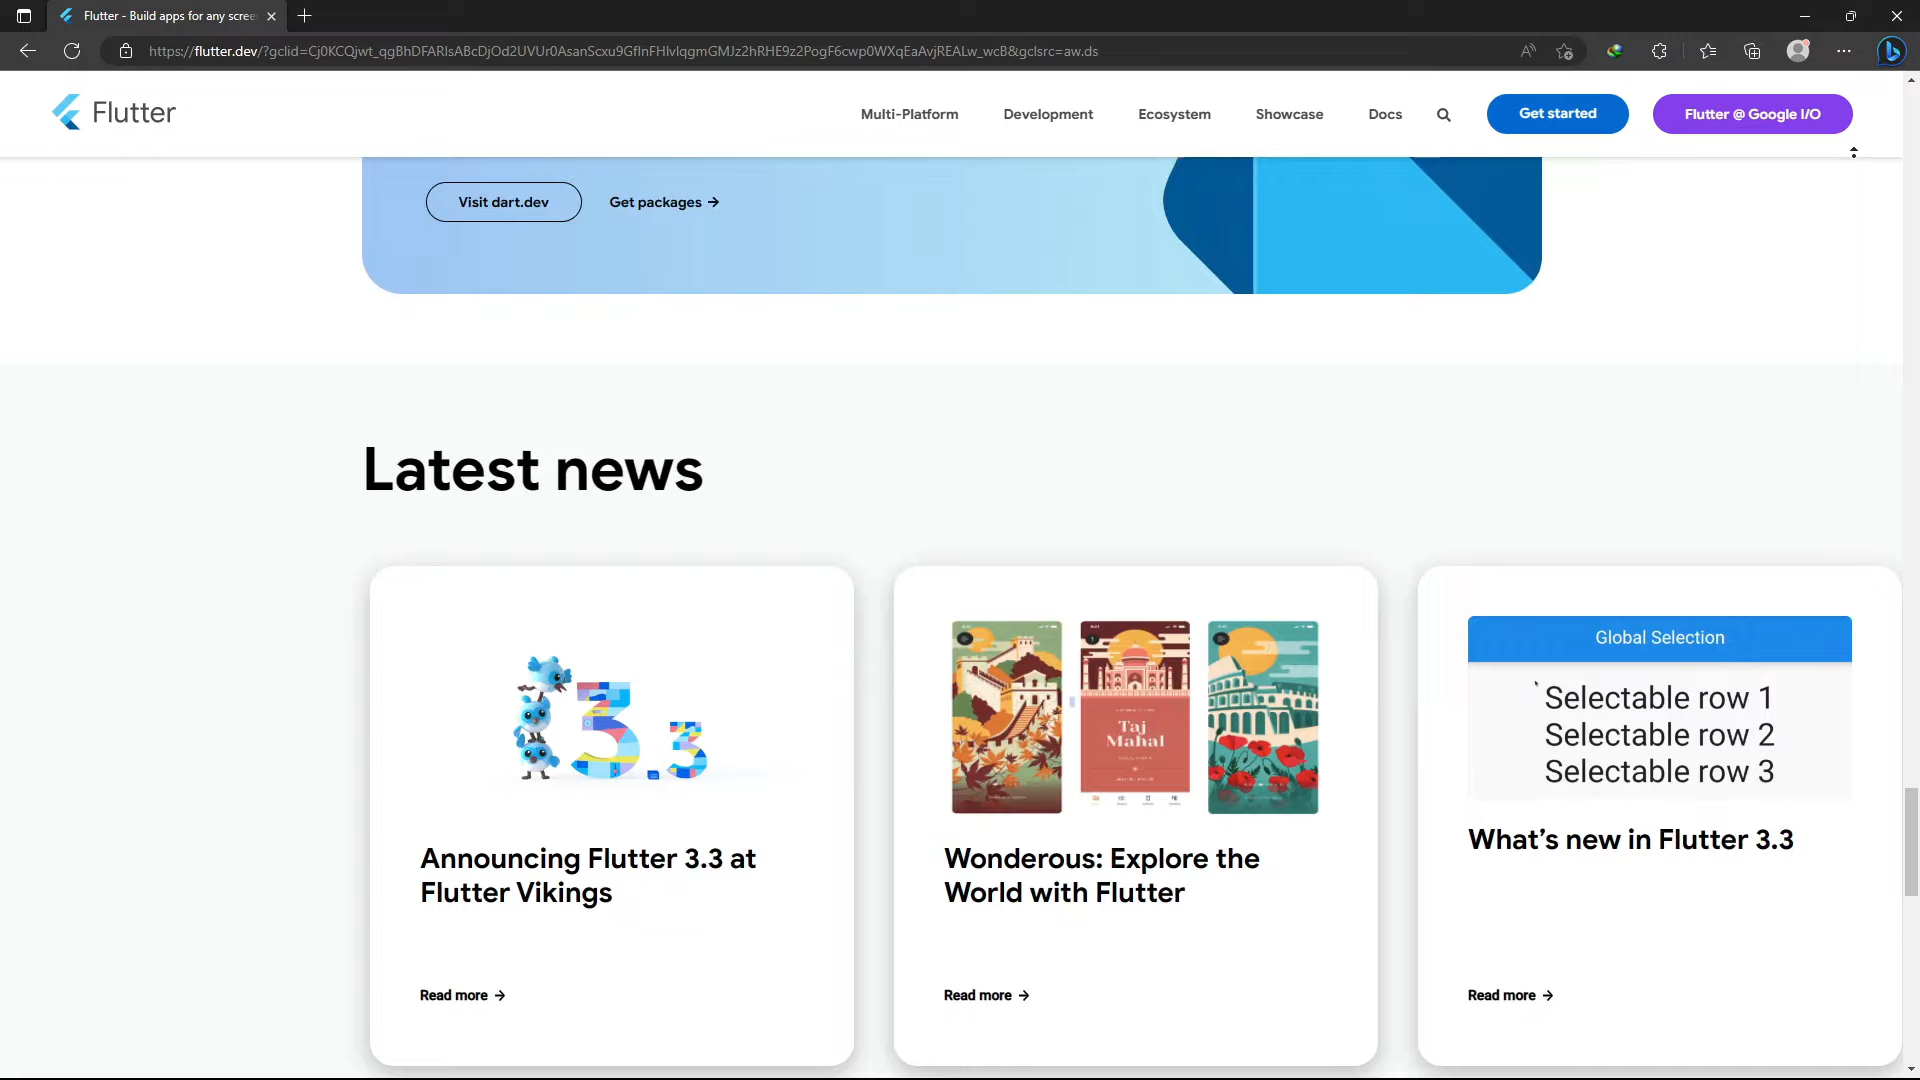 Flutter - Build apps for any scree
https://flutter.dev/?gclid=Cj0KCQjwt_qgBhDFARIsABcDjOd2UVUr0AsanScxu9GfInFHlvIqgmGMJz2hRHE9z2PogF6cwp0WXqEaAvjREALw_wcB&gclsrc=aw.ds
Flutter
Multi-Platform
Development
Ecosystem
Showcase
Docs
Get started
Flutter @ Google I/O
Visit dart.dev
Get packages →
Latest news
3.3
Taj
Mahal
Global Selection
Selectable row 1
Selectable row 2
Selectable row 3
Announcing Flutter 3.3 at
Flutter Vikings
Wonderous: Explore the
World with Flutter
What's new in Flutter 3.3
Read more →
Read more →
Read more →